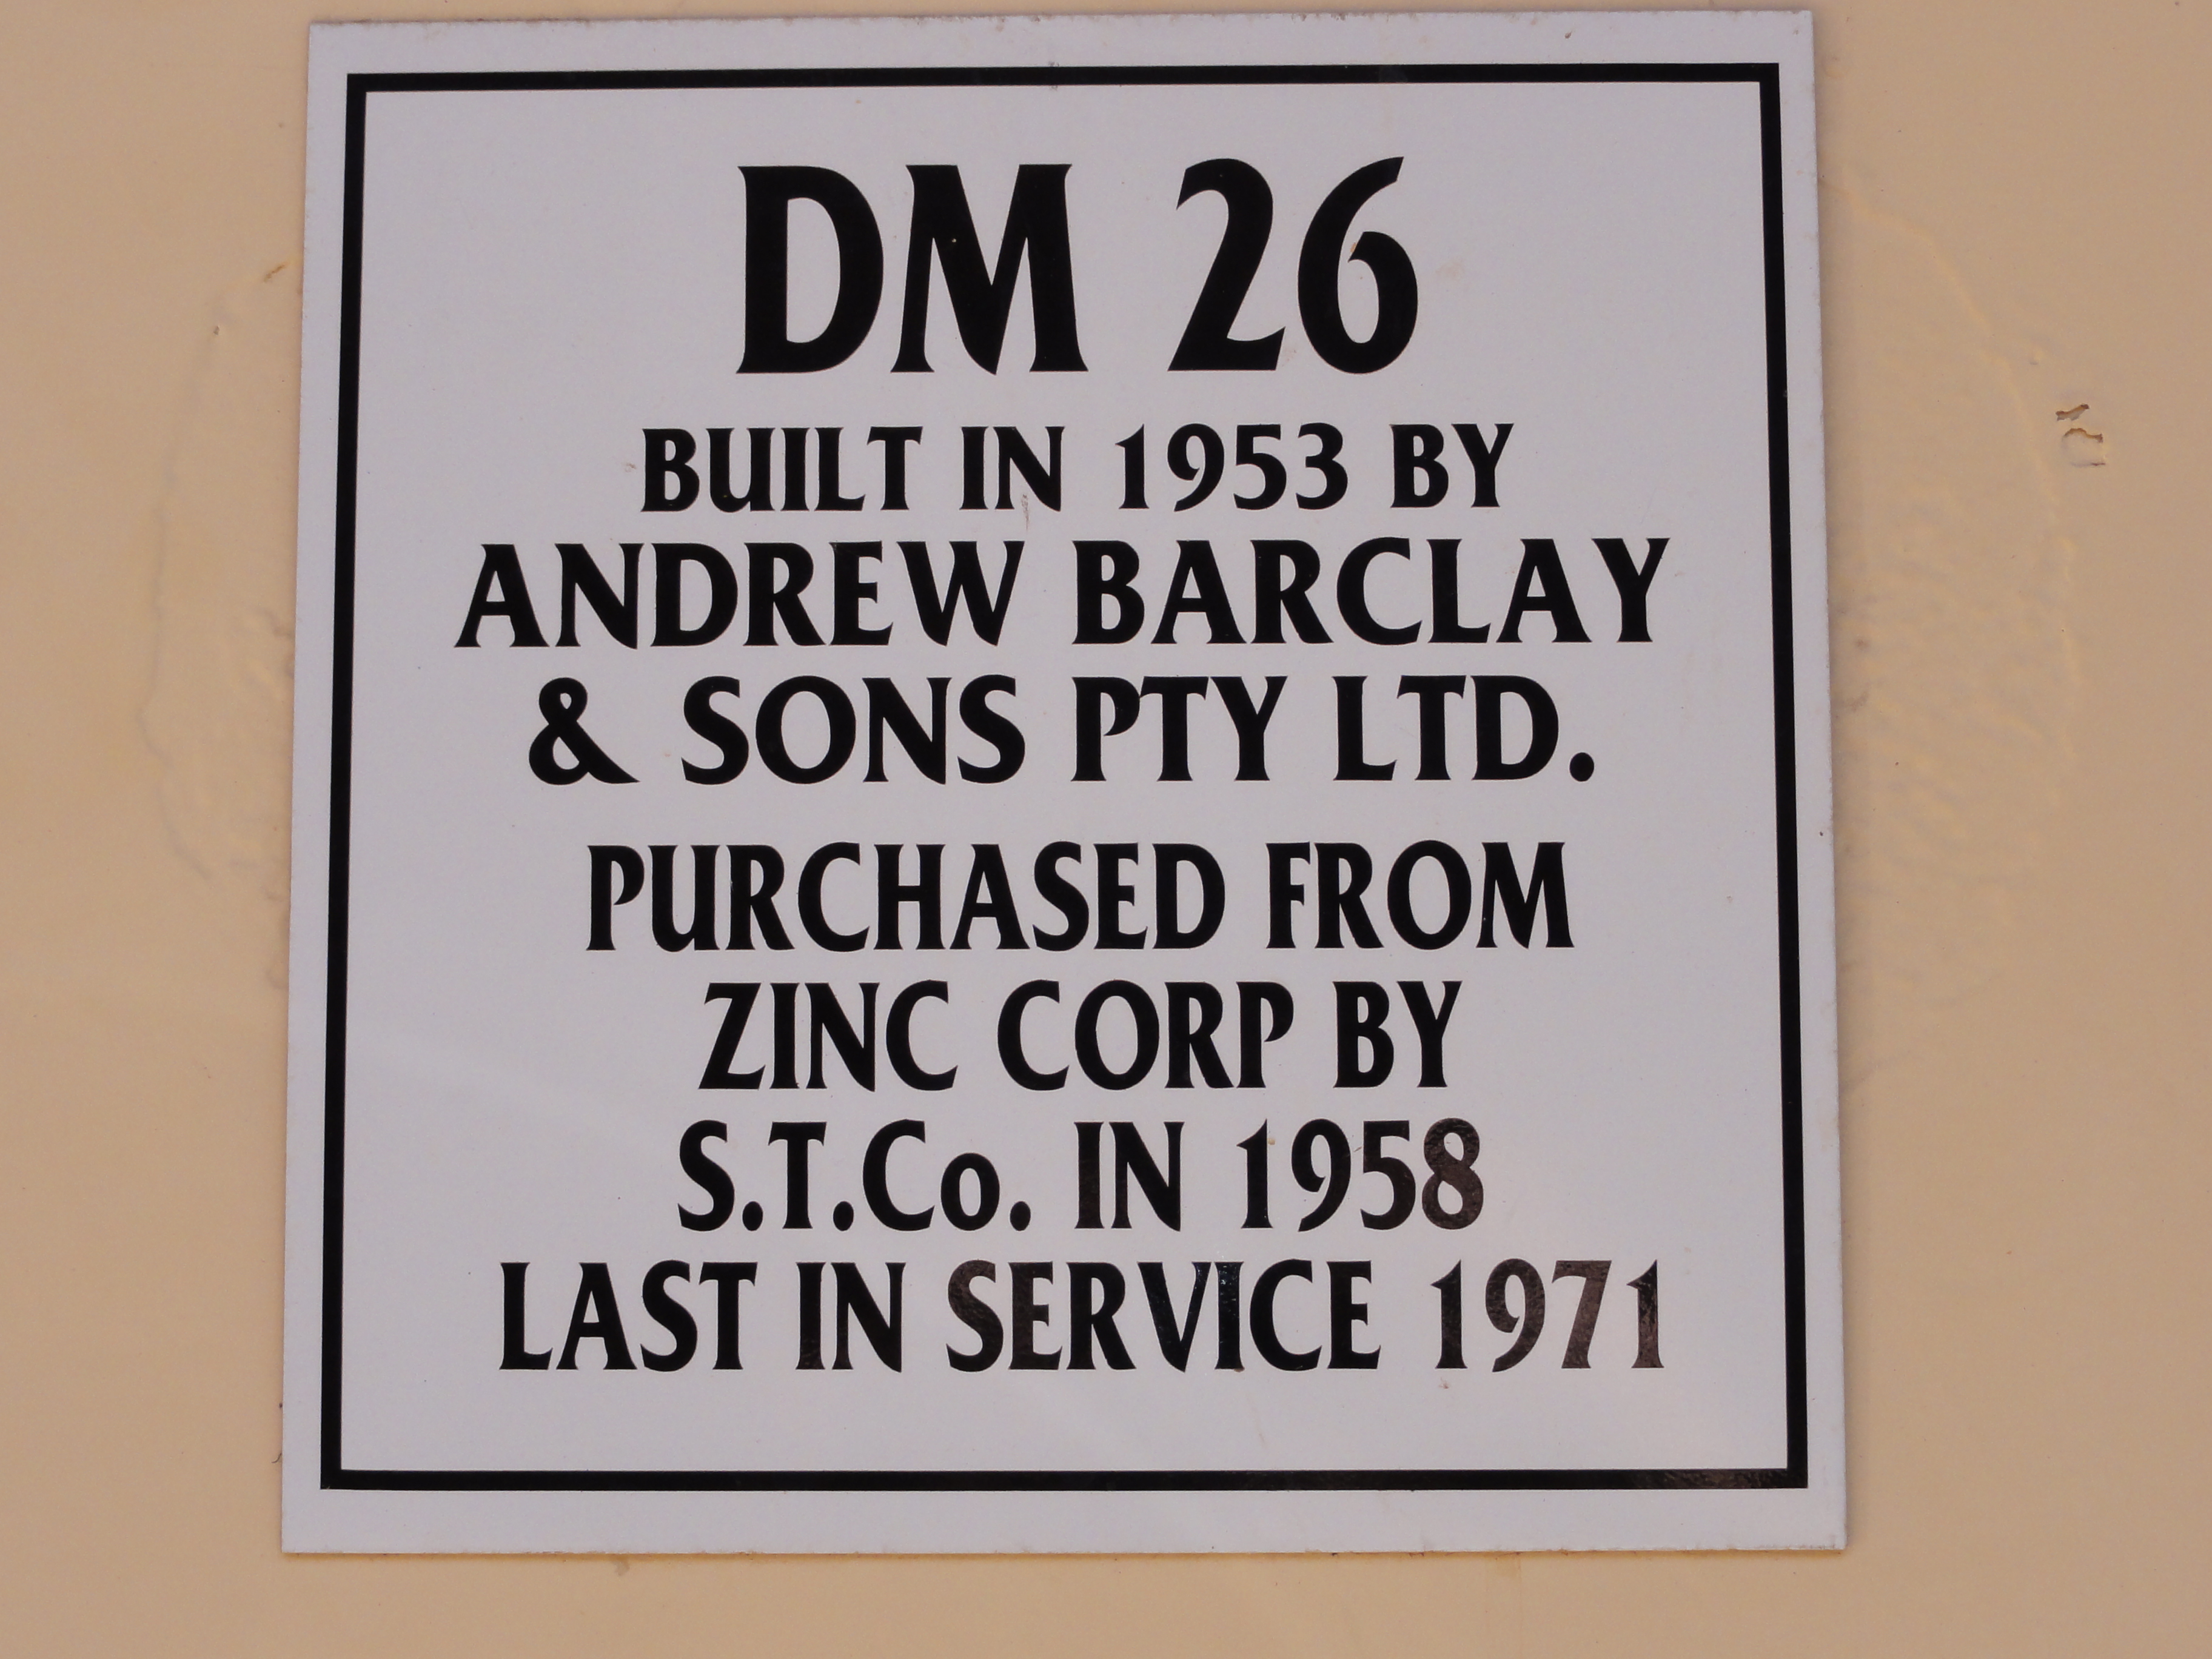 DM 26
BUILT IN 1953 BY
ANDREW BARCLAY
& SONS PTY LTD.
PURCHASED FROM
ZINC CORP BY
S.T.Co. IN 1958
LAST IN SERVICE 1971